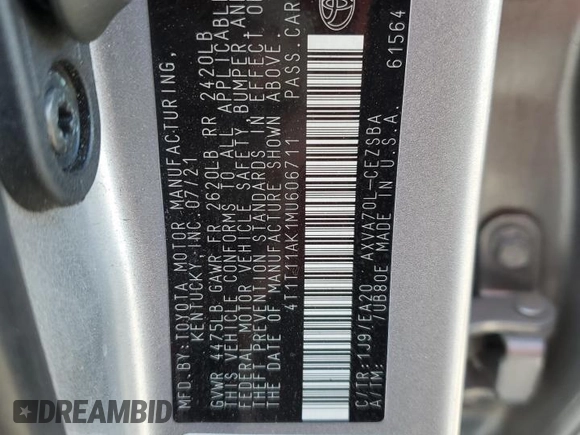 MFD. BY: TOYOTA MOTOR MANUFACTURING,
KENTUCKY, INC. 07/21
GVWR 4475LB GAWR FR 2620LB RR 2420LB
THIS VEHICLE CONFORMS TO ALL APPLICABLE
FEDERAL MOTOR VEHICLE SAFETY, BUMPER AND
THEFT PREVENTION STANDARDS IN EFFECT ON
THE DATE OF MANUFACTURE SHOWN ABOVE.
4T1TJ1AK1MU606711 PASS.CAR
C/TR: 1J9/EA20 AXVA70L-CEZSBA
A/TM: /UB80E MADE IN U.S.A.
61564
DREAMBID